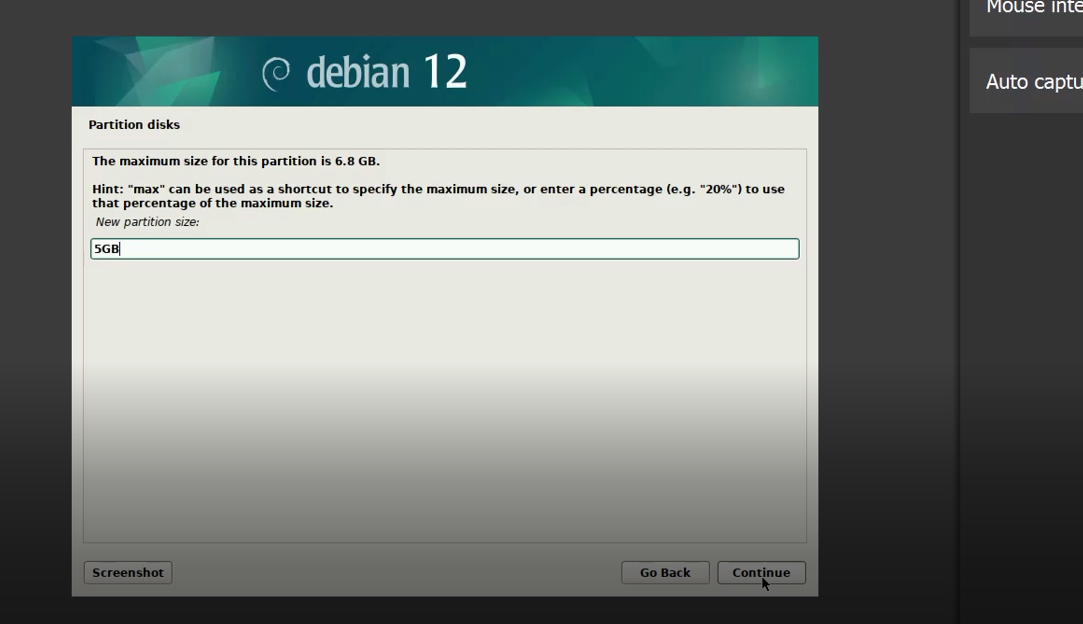 Mouse inte
Auto captu
debian 12
Partition disks
The maximum size for this partition is 6.8 GB.
Hint: "max" can be used as a shortcut to specify the maximum size, or enter a percentage (e.g. "20%") to use
that percentage of the maximum size.
New partition size:
5GB
Screenshot
Go Back
Continue